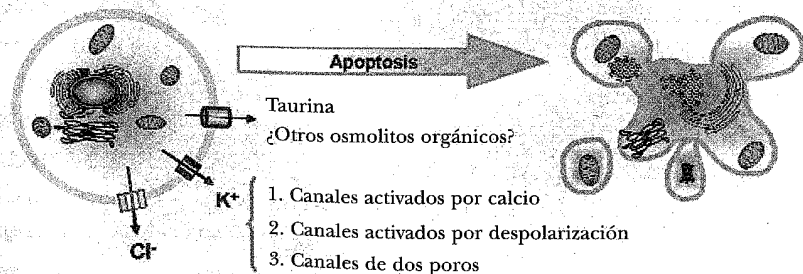 Apoptosis
Taurina
¿Otros osmolitos orgánicos?
K+
1. Canales activados por calcio
2. Canales activados por despolarización
3. Canales de dos poros
Cl-